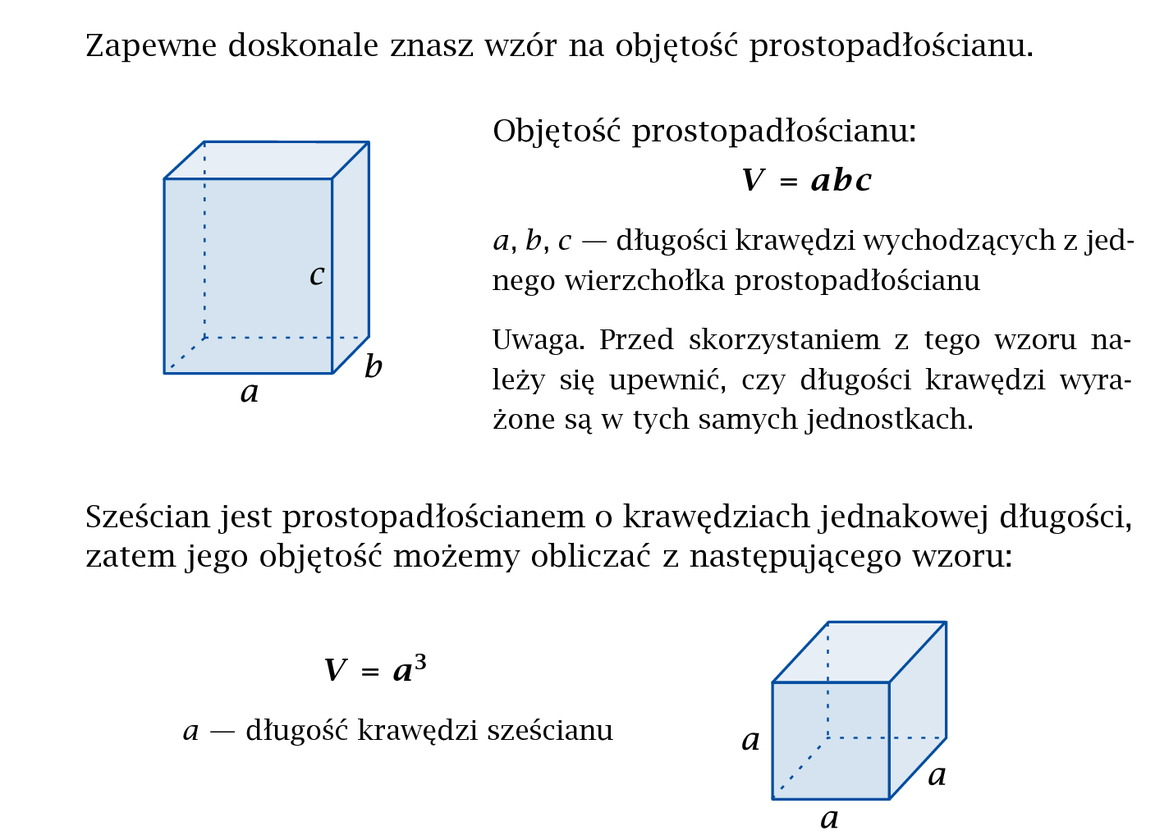 Zapewne doskonale znasz wzór na objętość prostopadłościanu.
Objętość prostopadłościanu:
V = abc
a, b, c — długości krawędzi wychodzących z jed-
nego wierzchołka prostopadłościanu
Uwaga. Przed skorzystaniem z tego wzoru na-
leży się upewnić, czy długości krawędzi wyra-
żone są w tych samych jednostkach.
c
b
a
Sześcian jest prostopadłościanem o krawędziach jednakowej długości,
zatem jego objętość możemy obliczać z następującego wzoru:
V = a³
a — długość krawędzi sześcianu
a
a
a